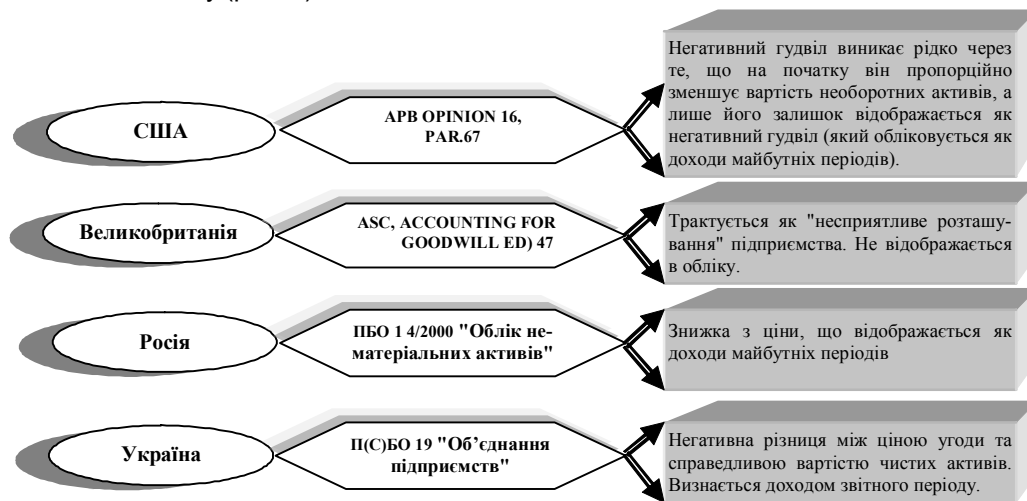 США
APB OPINION 16,
PAR.67
Негативний гудвіл виникає рідко через
те, що на початку він пропорційно
зменшує вартість необоротних активів, а
лише його залишок відображається як
негативний гудвіл (який обліковується як
доходи майбутніх періодів).
Великобританія
ASC, ACCOUNTING FOR
GOODWILL ED) 47
Трактується як "несприятливе розташу-
вання" підприємства. Не відображається
в обліку.
Росія
ПБО 1 4/2000 "Облік не-
матеріальних активів"
Знижка з ціни, що відображається як
доходи майбутніх періодів
Україна
П(С)БО 19 "Об’єднання
підприємств"
Негативна різниця між ціною угоди та
справедливою вартістю чистих активів.
Визнається доходом звітного періоду.